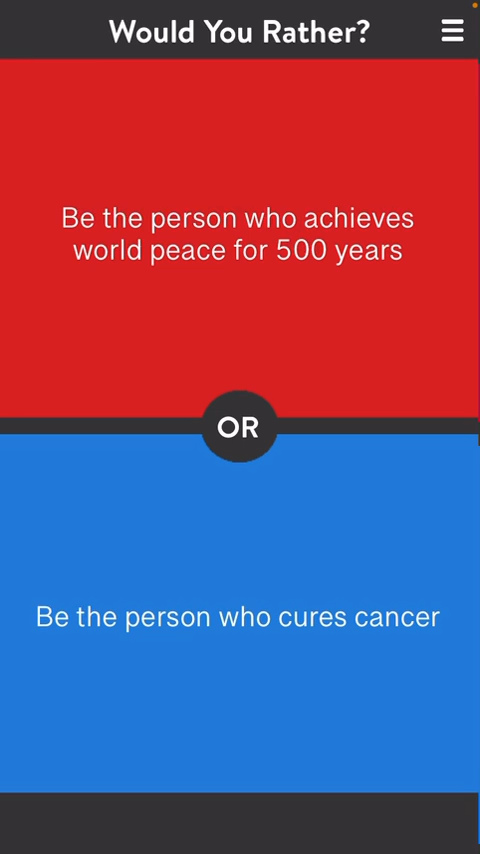 Would You Rather?
Be the person who achieves
world peace for 500 years
OR
Be the person who cures cancer